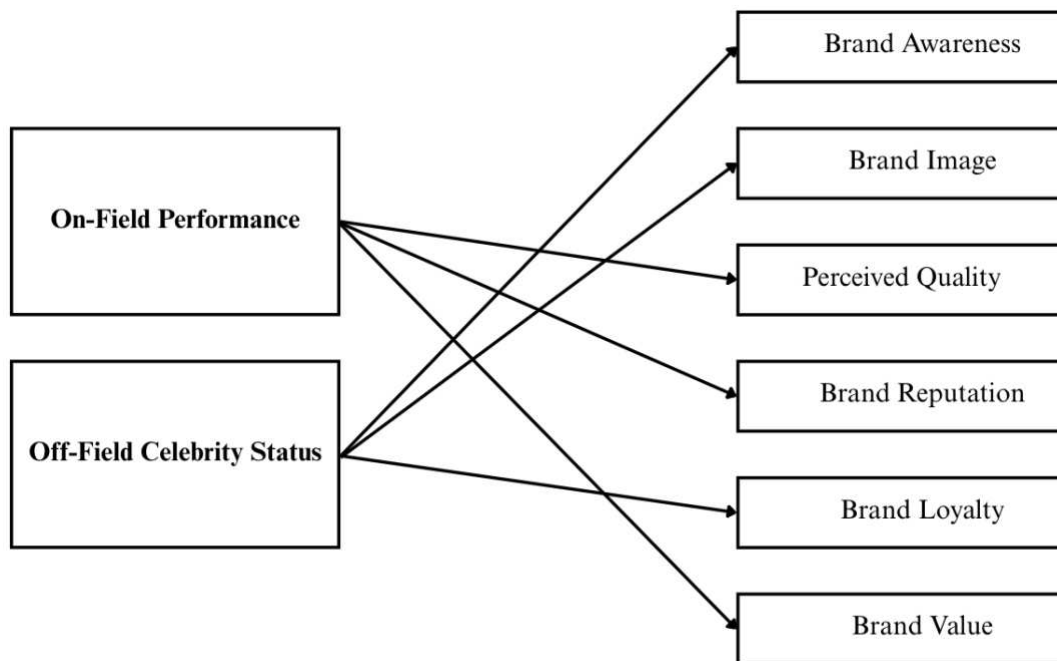 On-Field Performance
Off-Field Celebrity Status
Brand Awareness
Brand Image
Perceived Quality
Brand Reputation
Brand Loyalty
Brand Value